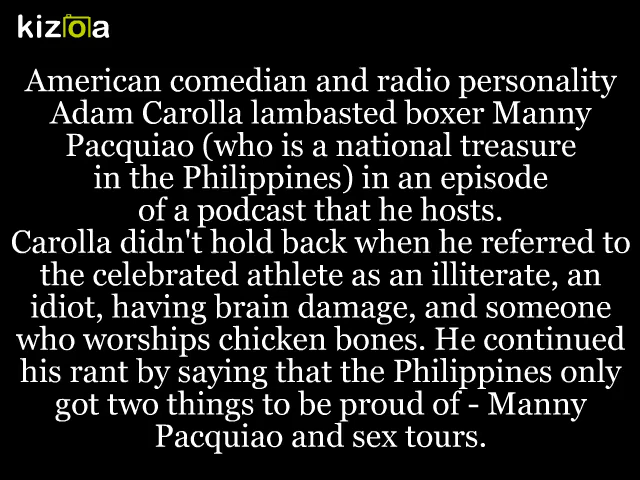 kizoa
American comedian and radio personality
Adam Carolla lambasted boxer Manny
Pacquiao (who is a national treasure
in the Philippines) in an episode
of a podcast that he hosts.
Carolla didn't hold back when he referred to
the celebrated athlete as an illiterate, an
idiot, having brain damage, and someone
who worships chicken bones. He continued
his rant by saying that the Philippines only
got two things to be proud of - Manny
Pacquiao and sex tours.